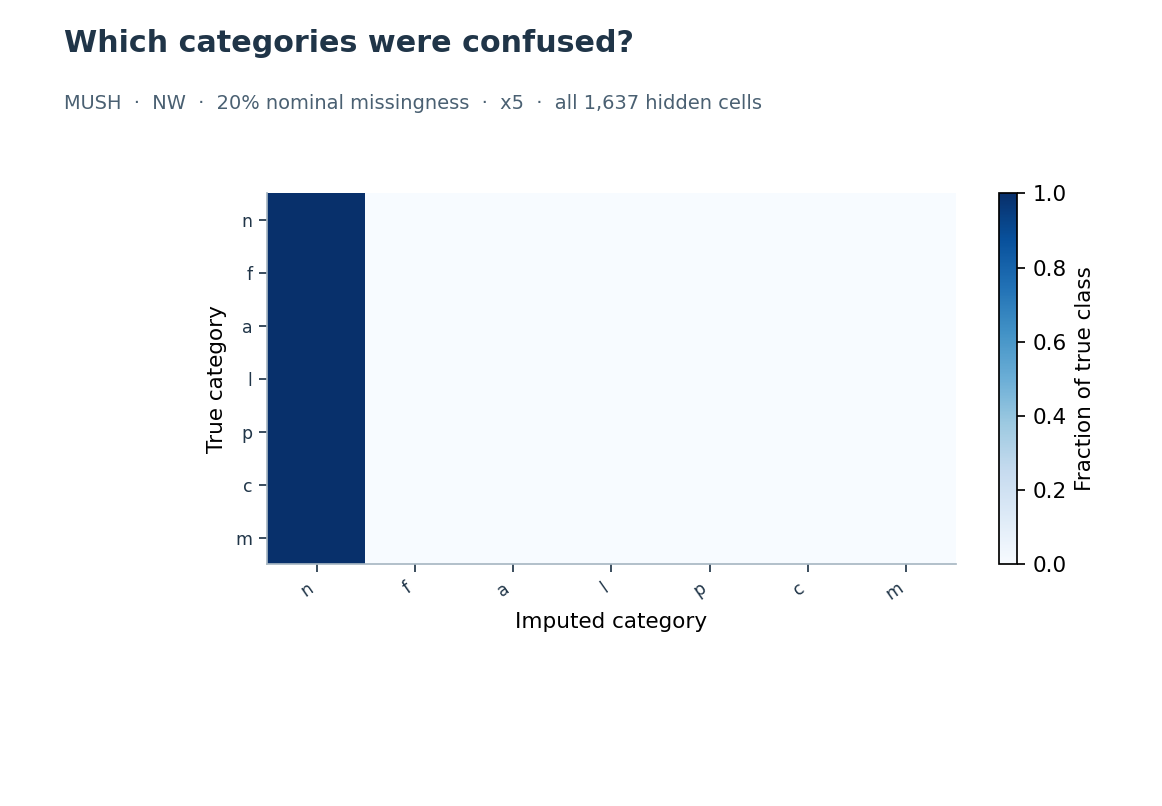 Which categories were confused?
MUSH · NW · 20% nominal missingness · x5 · all 1,637 hidden cells
True category
n
f
a
l
p
c
m
n f a l p c m
Imputed category
1.0
0.8
0.6
0.4
0.2
0.0
Fraction of true class